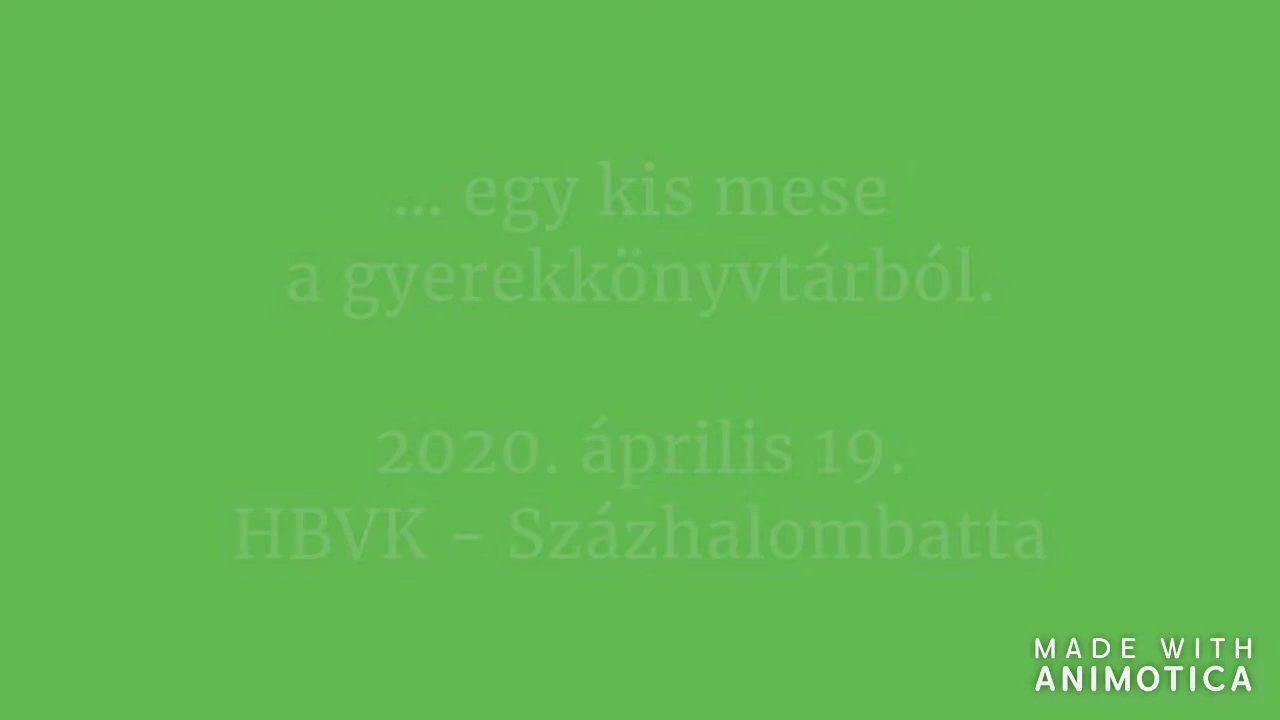 ... egy kis mese
a gyerekkönyvtárból.
2020. április 19.
HBVK - Százhalombatta
MADE WITH
ANIMOTICA